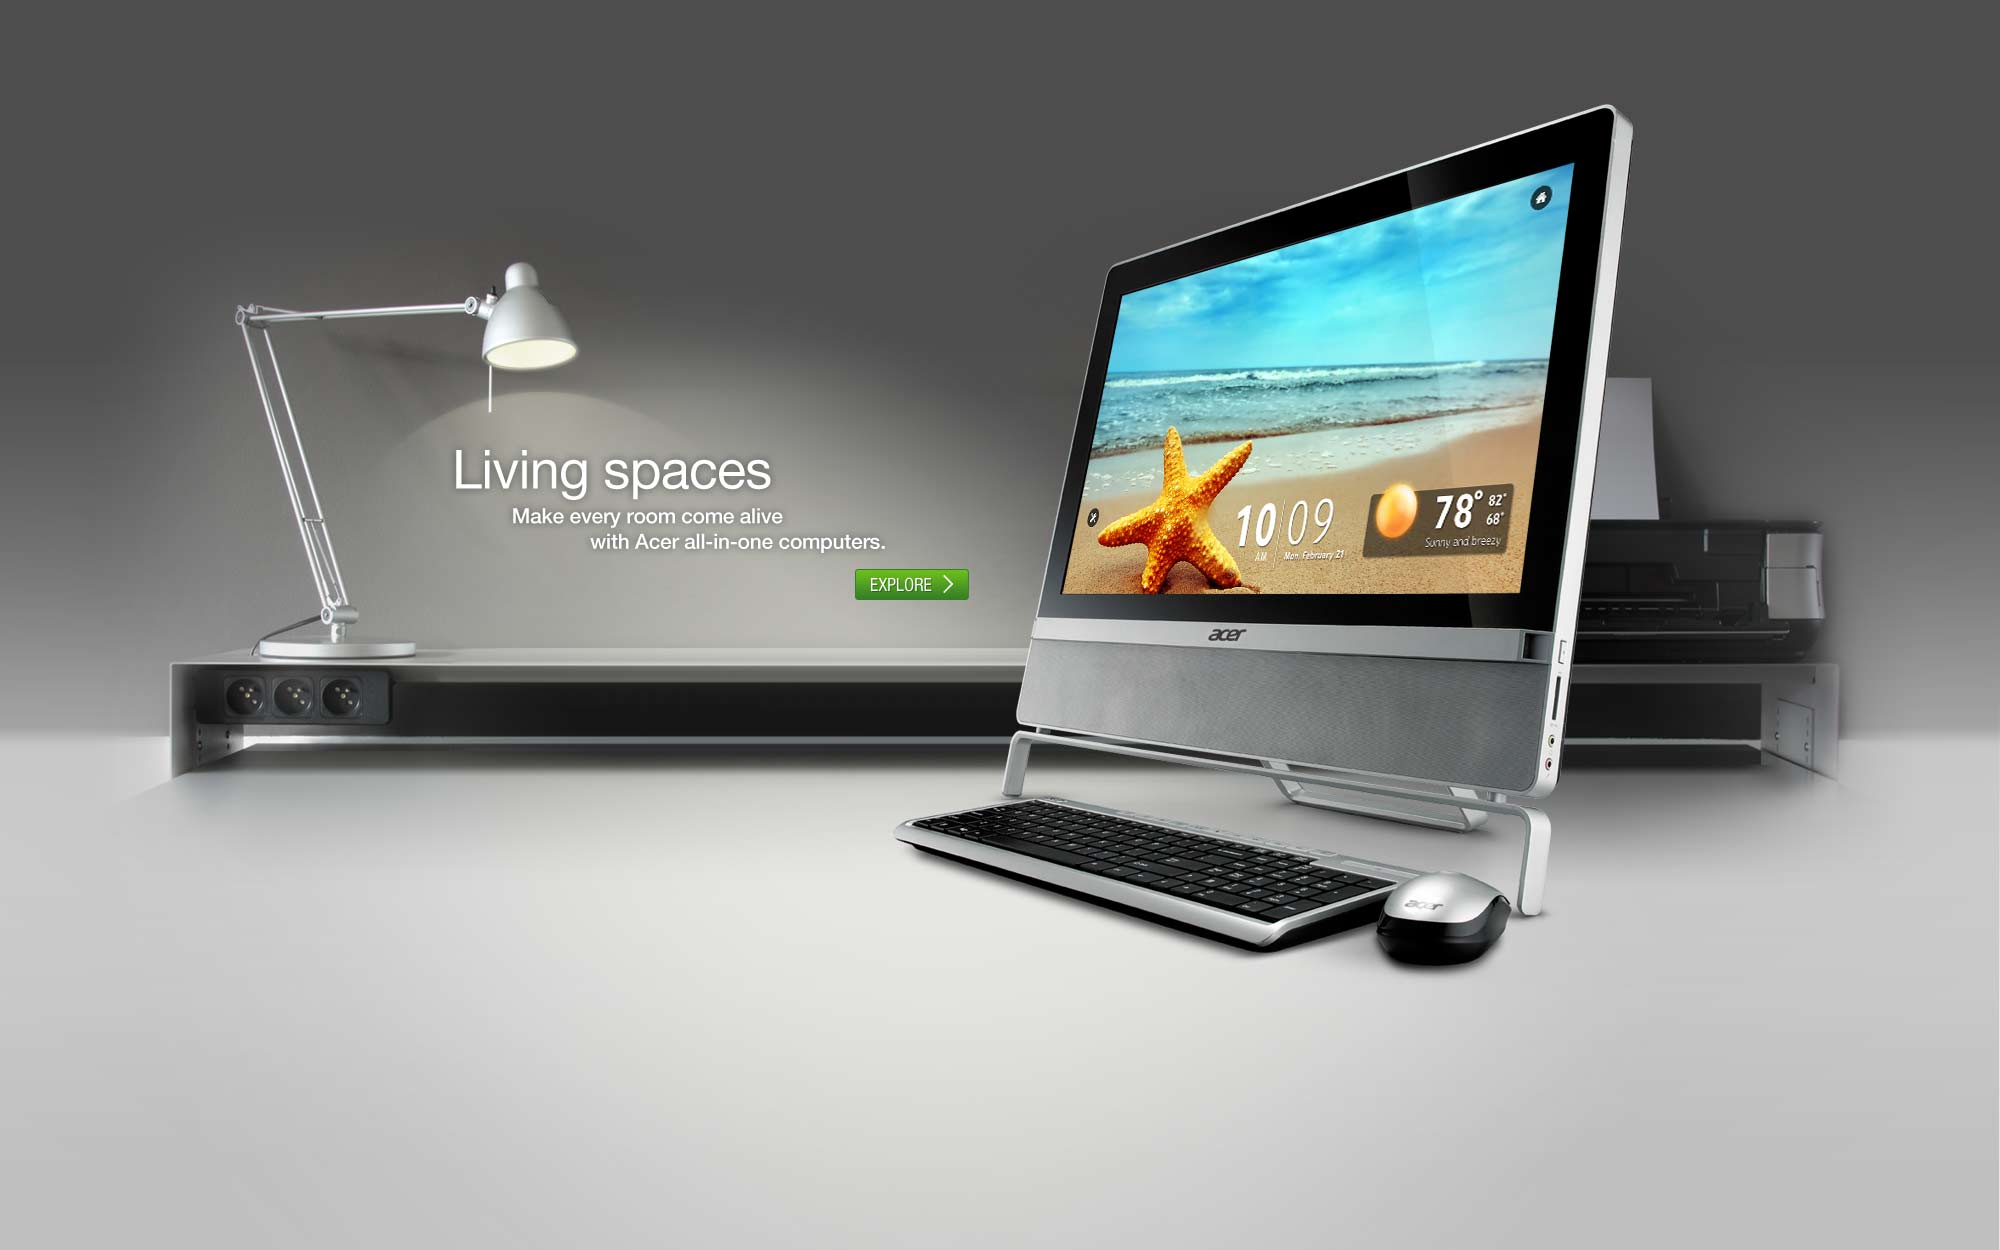 Living spaces
Make every room come alive
with Acer all-in-one computers.
EXPLORE
10 09
AM Mon. February 21
78° 82°
68°
Sunny and breezy
acer
acer